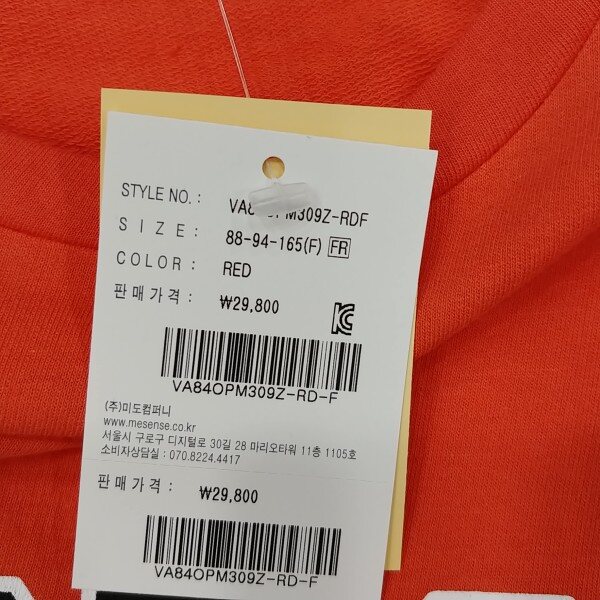 STYLE NO. :
SIZE : 88-94-165(F) FR
COLOR : RED
판매가격 : ₩29,800
VA84OPM309Z-RD-F
(주)미도컴퍼니
www.mesense.co.kr
서울시 구로구 디지털로 30길 28 마리오타워 11층 1105호
소비자상담실 : 070.8224.4417
판매가격 : ₩29,800
VA84OPM309Z-RD-F